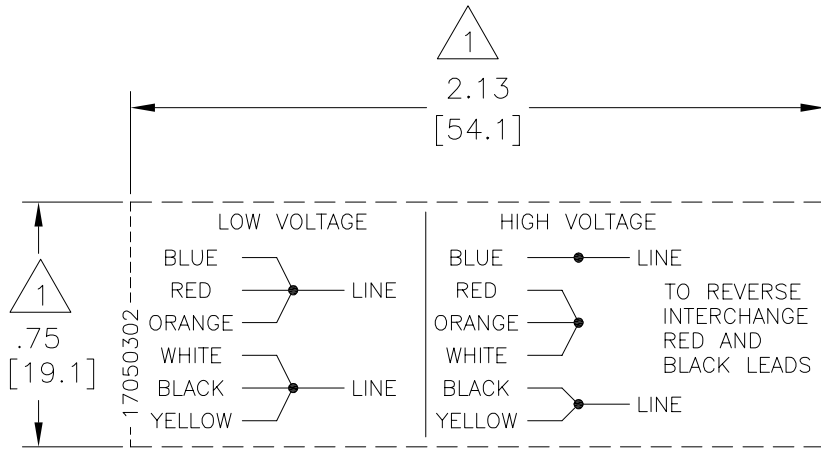 1
2.13
[54.1]
1
.75
[19.1]
17050302
LOW VOLTAGE
BLUE
RED
ORANGE
LINE
WHITE
BLACK
YELLOW
LINE
HIGH VOLTAGE
BLUE
LINE
RED
ORANGE
WHITE
BLACK
YELLOW
LINE
TO REVERSE
INTERCHANGE
RED AND
BLACK LEADS